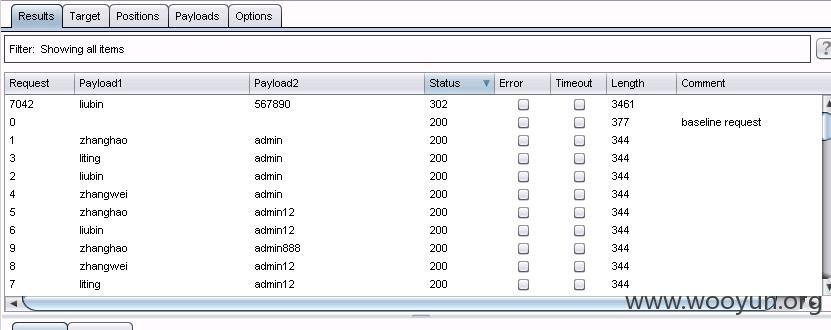 Results Target Positions Payloads Options
Filter: Showing all items ?
Request Payload1 Payload2 Status Error Timeout Length Comment
7042 liubin 567890 302 3461
0 200 377 baseline request
1 zhanghao admin 200 344
3 liting admin 200 344
2 liubin admin 200 344
4 zhangwei admin 200 344
5 zhanghao admin12 200 344
6 liubin admin12 200 344
9 zhanghao admin888 200 344
8 zhangwei admin12 200 344
7 liting admin12 200 344
www.wooyun.org